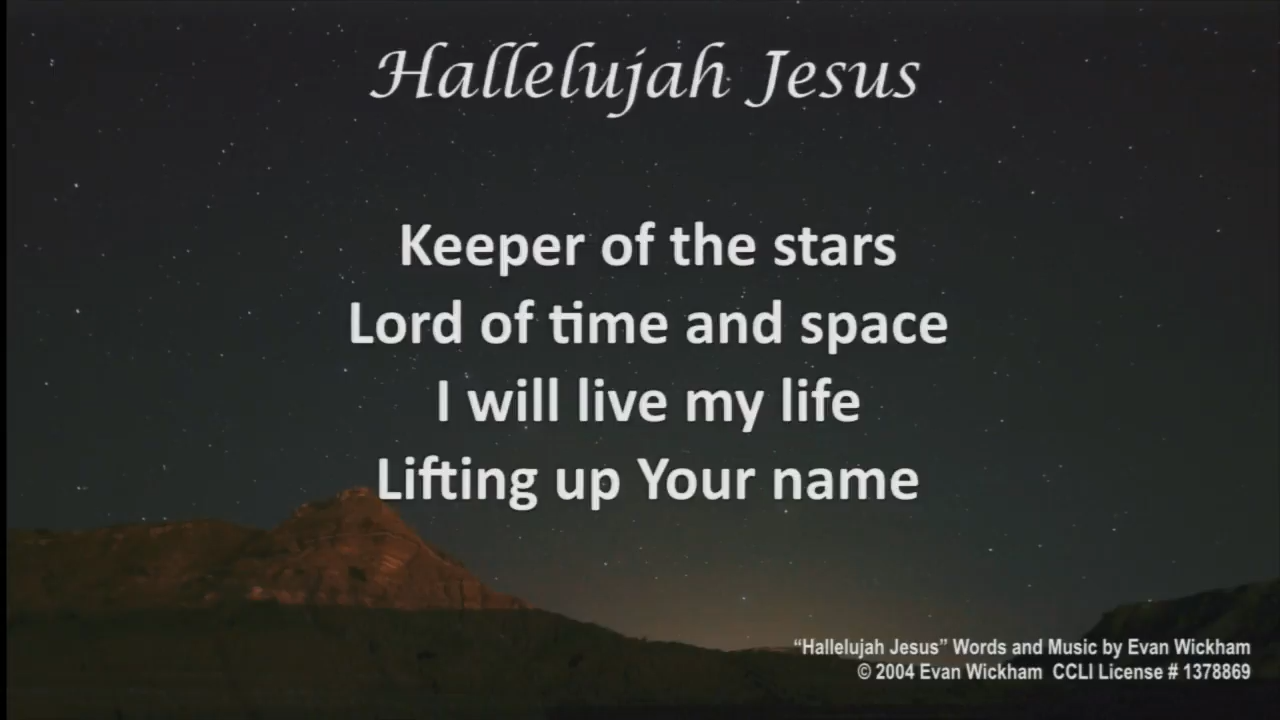 Hallelujah Jesus
Keeper of the stars
Lord of time and space
I will live my life
Lifting up Your name
“Hallelujah Jesus” Words and Music by Evan Wickham
© 2004 Evan Wickham CCLI License # 1378869